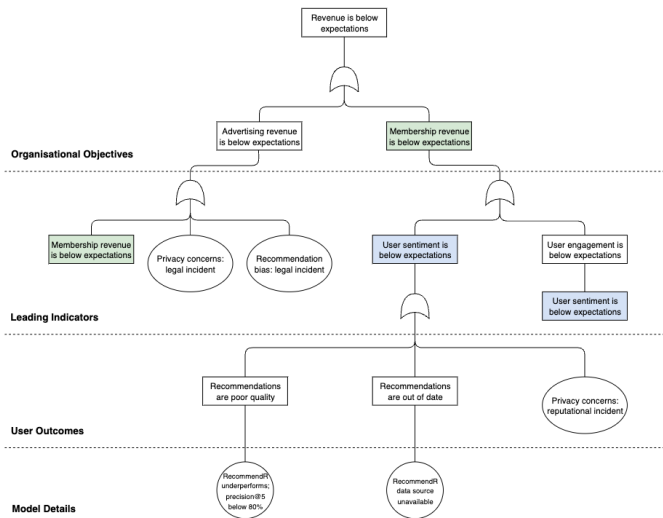 Revenue is below
expectations
Advertising revenue
is below expectations
Membership revenue
is below expectations
Organisational Objectives
Membership revenue
is below expectations
Privacy concerns:
legal incident
Recommendation
bias: legal incident
User sentiment is
below expectations
User engagement is
below expectations
User sentiment is
below expectations
Leading Indicators
Recommendations
are poor quality
Recommendations
are out of date
Privacy concerns:
reputational incident
User Outcomes
RecommendR
underperforms;
precision@5
below 80%
RecommendR
data source
unavailable
Model Details